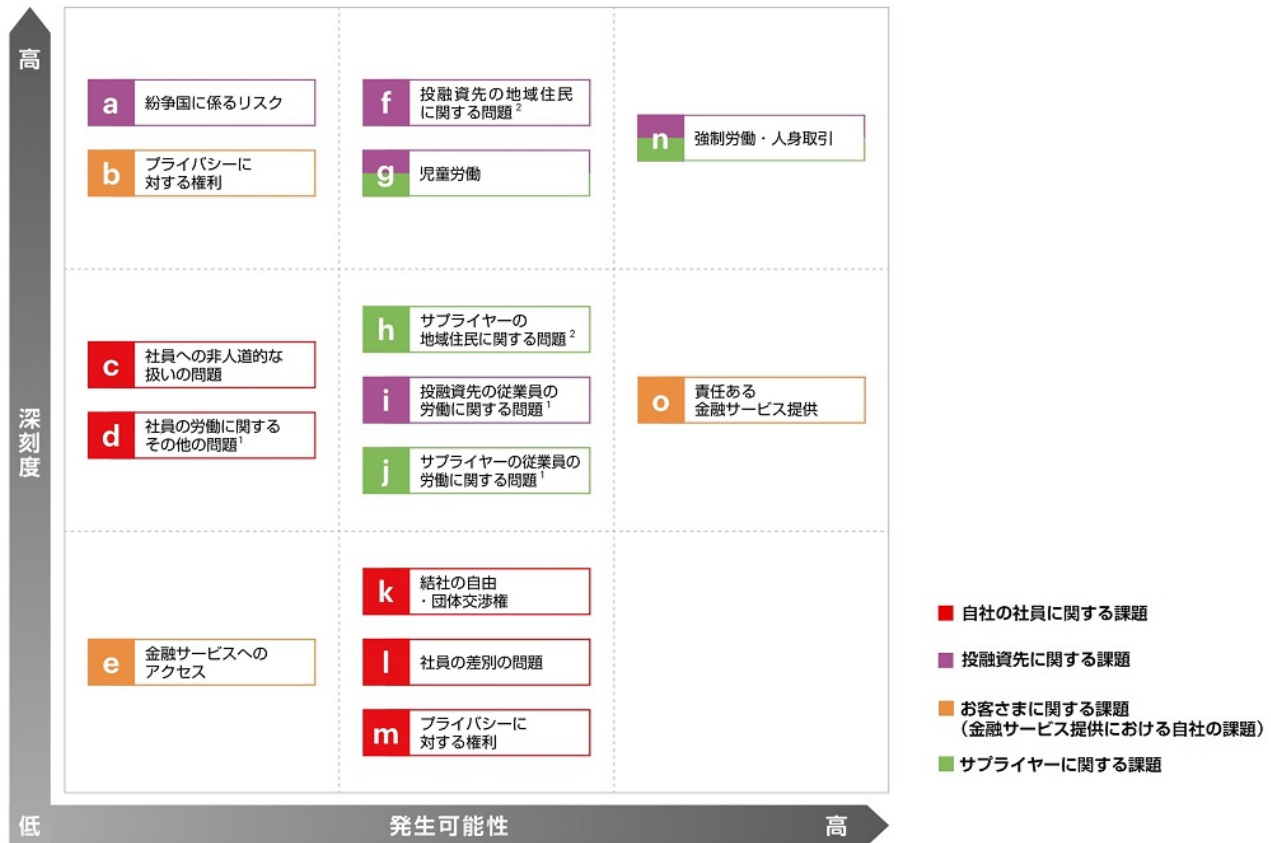 高
深刻度
低
発生可能性
高
a
紛争国に係るリスク
b
プライバシーに
対する権利
f
投融資先の地域住民
に関する問題2
g
児童労働
n
強制労働・人身取引
c
社員への非人道的な
扱いの問題
d
社員の労働に関する
その他の問題1
h
サプライヤーの
地域住民に関する問題2
i
投融資先の従業員の
労働に関する問題1
j
サプライヤーの従業員の
労働に関する問題1
o
責任ある
金融サービス提供
e
金融サービスへの
アクセス
k
結社の自由
・団体交渉権
l
社員の差別の問題
m
プライバシーに
対する権利
自社の社員に関する課題
投融資先に関する課題
お客さまに関する課題
(金融サービス提供における自社の課題)
サプライヤーに関する課題